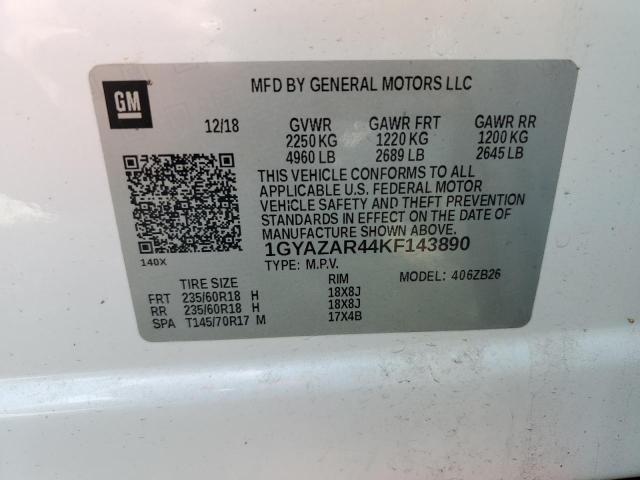 GM
MFD BY GENERAL MOTORS LLC
12/18 GVWR GAWR FRT GAWR RR
2250 KG 1220 KG 1200 KG
4960 LB 2689 LB 2645 LB
THIS VEHICLE CONFORMS TO ALL
APPLICABLE U.S. FEDERAL MOTOR
VEHICLE SAFETY AND THEFT PREVENTION
STANDARDS IN EFFECT ON THE DATE OF
MANUFACTURE SHOWN ABOVE.
1GYAZAR44KF143890
140X TYPE: M.P.V. MODEL: 406ZB26
TIRE SIZE RIM
FRT 235/60R18 H 18X8J
RR 235/60R18 H 18X8J
SPA T145/70R17 M 17X4B